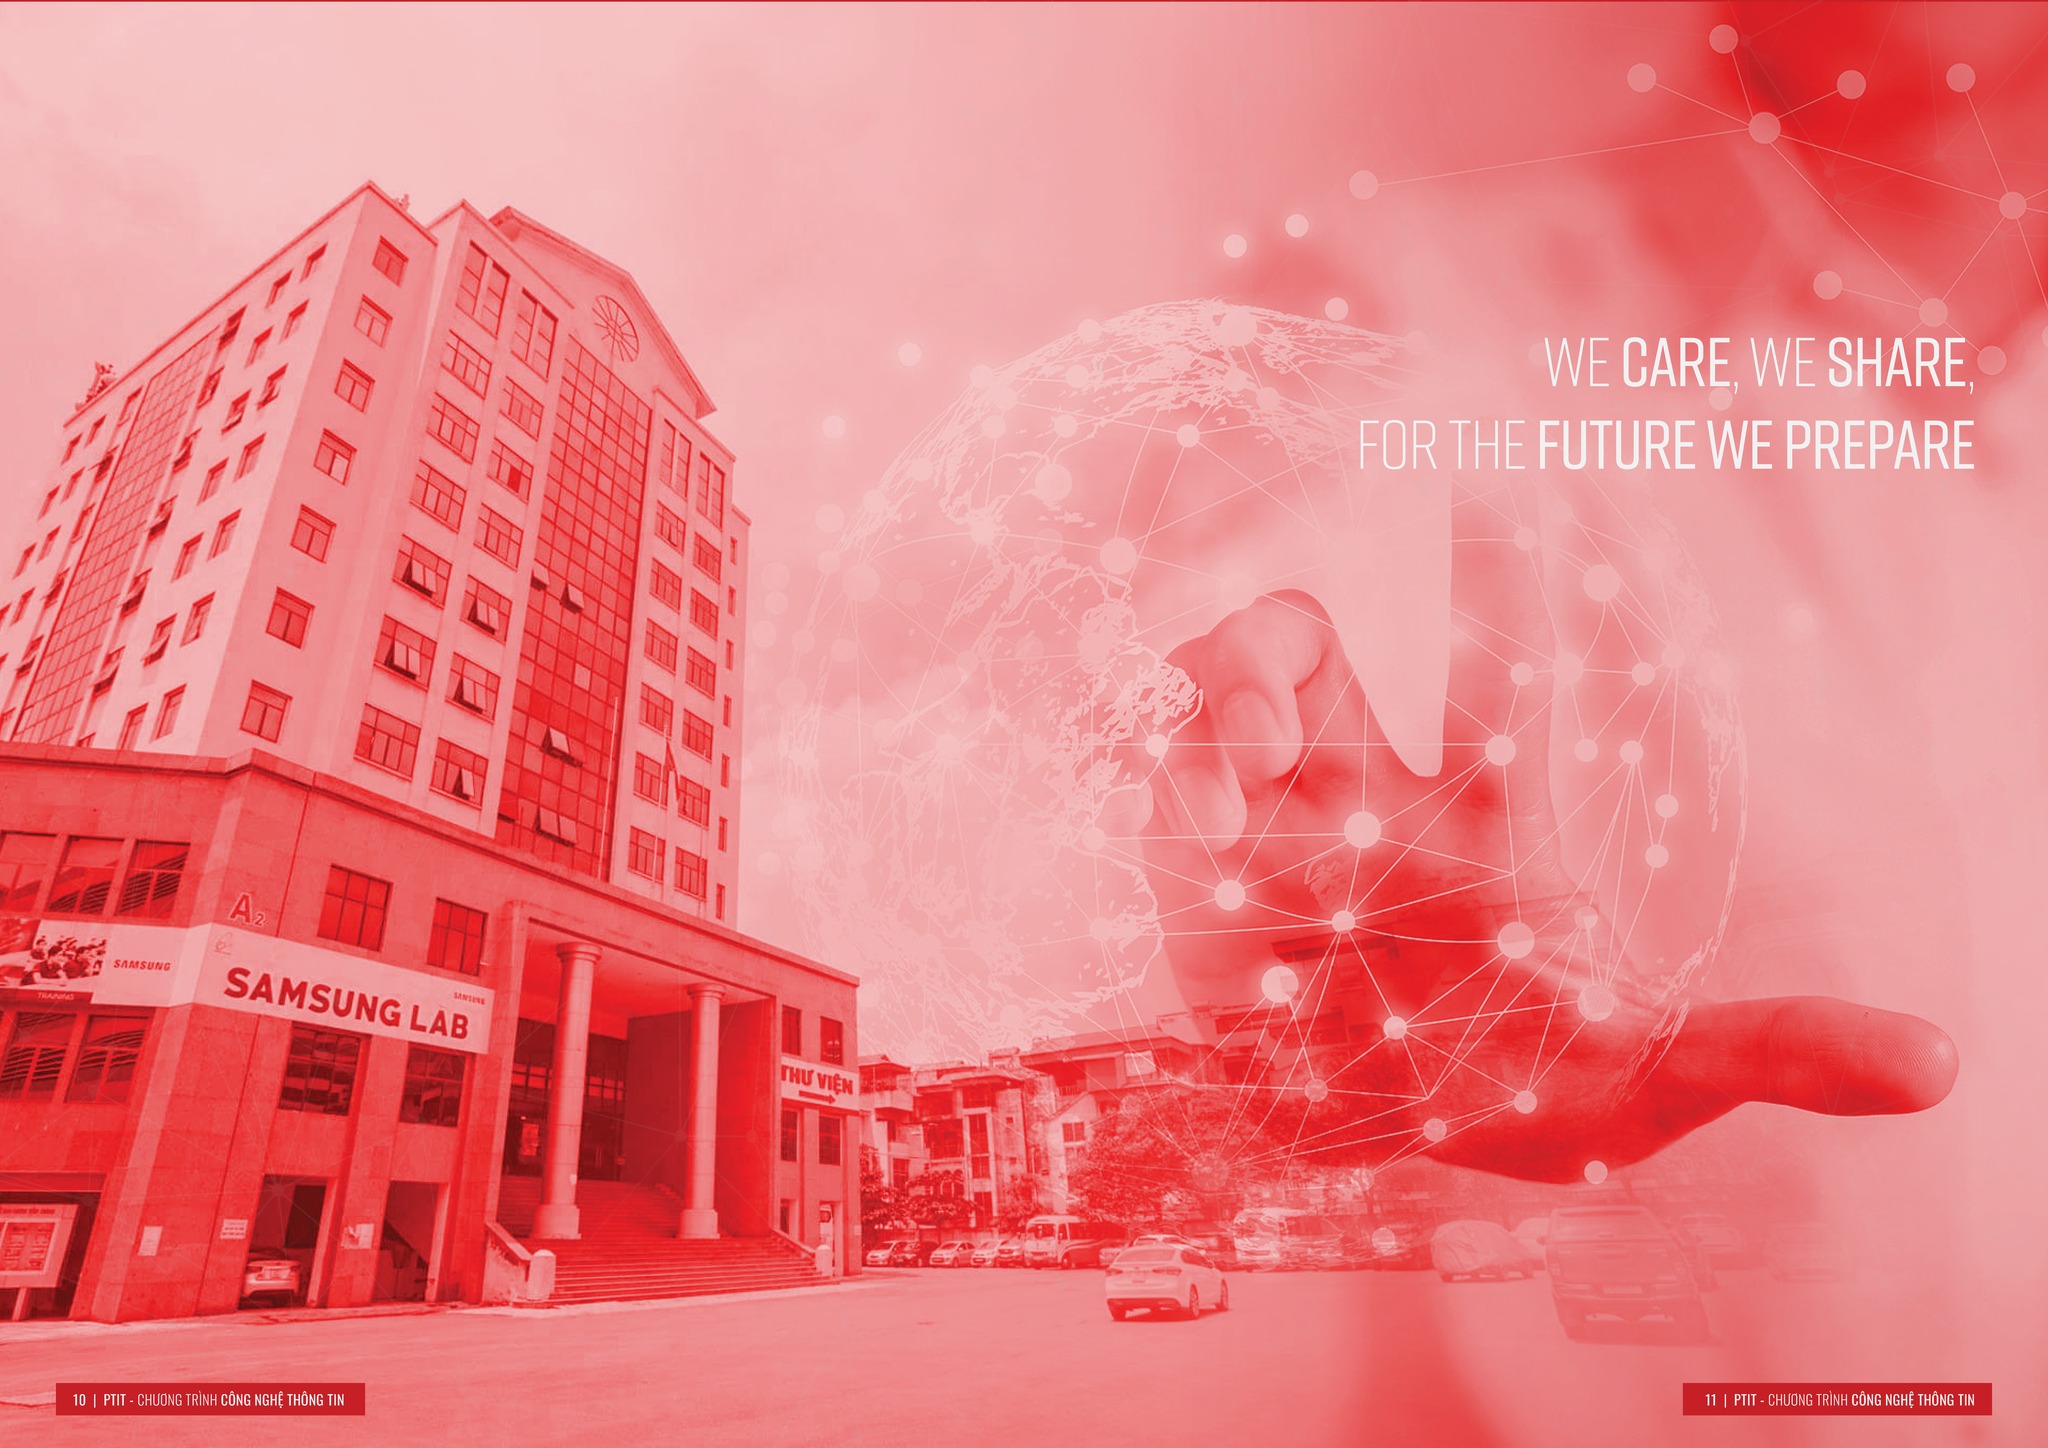 WE CARE, WE SHARE,
FOR THE FUTURE WE PREPARE
A2
SAMSUNG
TRAINING
SAMSUNG
SAMSUNG LAB
THƯ VIỆN
10 | PTIT - CHƯƠNG TRÌNH CÔNG NGHỆ THÔNG TIN
11 | PTIT - CHƯƠNG TRÌNH CÔNG NGHỆ THÔNG TIN